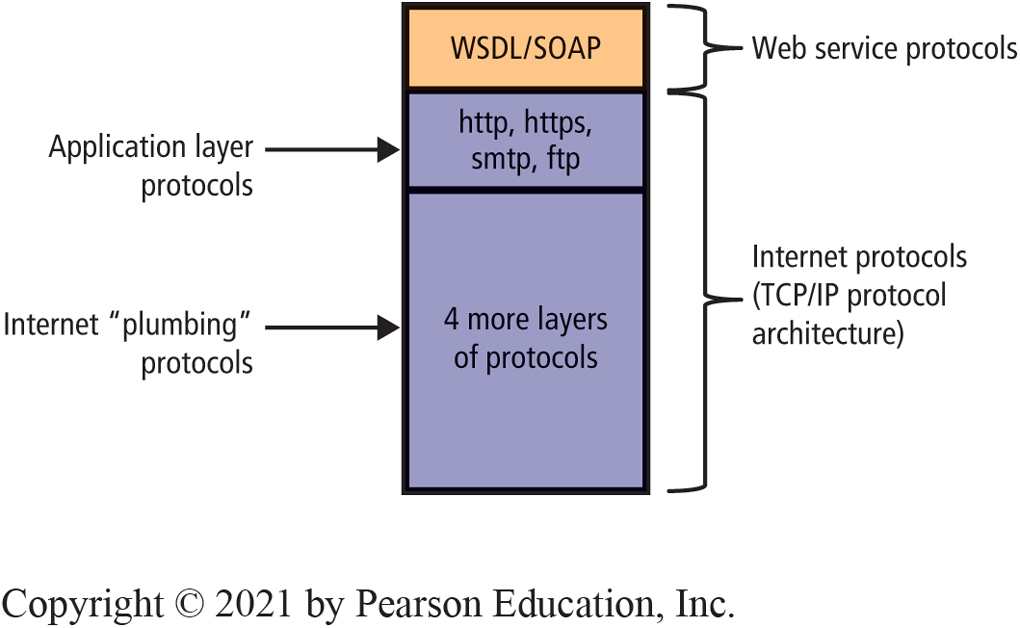 WSDL/SOAP
Web service protocols
http, https,
smtp, ftp
Application layer
protocols
Internet protocols
(TCP/IP protocol
architecture)
Internet “plumbing”
protocols
4 more layers
of protocols
Copyright © 2021 by Pearson Education, Inc.